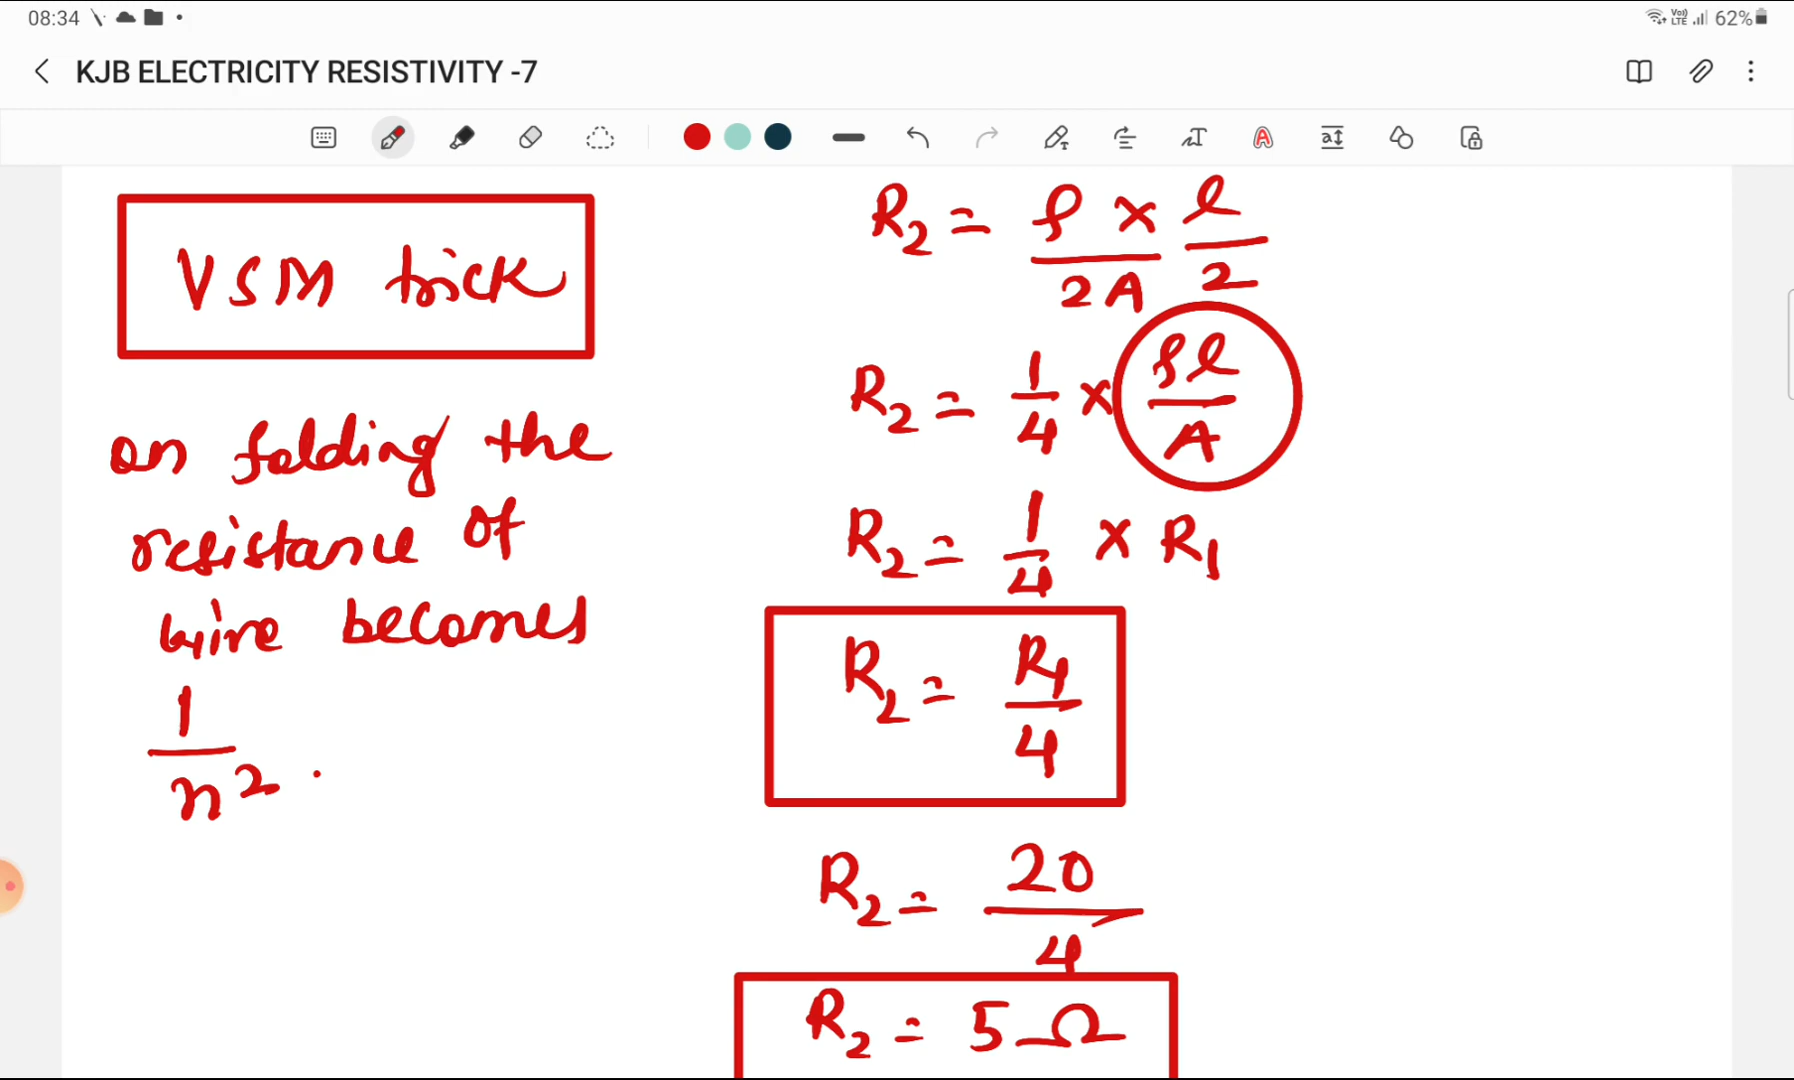 08:34
62%
KJB ELECTRICITY RESISTIVITY -7
VSM trick
on folding the
resistance of
wire becomes
1
n² .
R₂ = ρ/2A × l/2
R₂ = 1/4 × ρl/A
R₂ = 1/4 × R₁
R₂ = R₁/4
R₂ = 20/4
R₂ = 5Ω